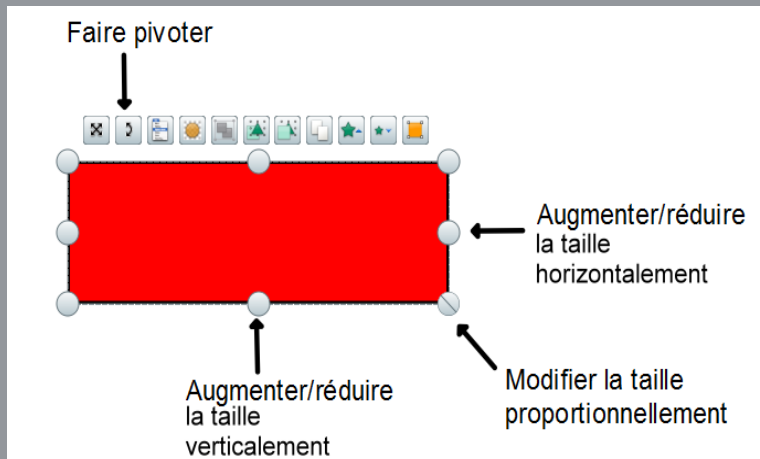 Faire pivoter
Augmenter/réduire
la taille
horizontalement
Modifier la taille
proportionnellement
Augmenter/réduire
la taille
verticalement